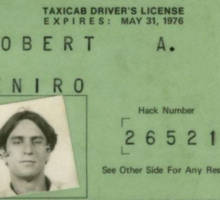 TAXICAB DRIVER'S LICENSE
EXPIRES: MAY 31, 1976
OBERT A.
NIRO
Hack Number
26521
See Other Side For Any Res